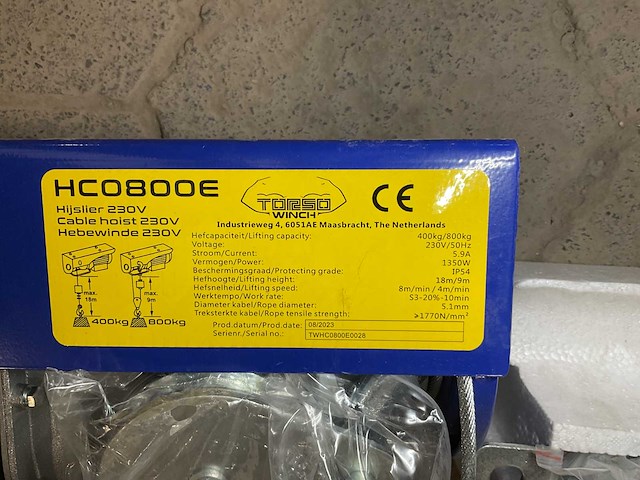 HC0800E
Hijslier 230V
Cable hoist 230V
Hebewinde 230V
TORSO
WINCH
CE
Industrieweg 4, 6051AE Maasbracht, The Netherlands
Hefcapaciteit/Lifting capacity: 400kg/800kg
Voltage: 230V/50Hz
Stroom/Current: 5.9A
Vermogen/Power: 1350W
Beschermingsgraad/Protecting grade: IP54
Hefhoogte/Lifting height: 18m/9m
Hefsnelheid/Lifting speed: 8m/min / 4m/min
Werktempo/Work rate: S3-20%-10min
Diameter kabel/Rope diameter: 5.1mm
Treksterkte kabel/Rope tensile strength: ≥1770N/mm²
max.
18m
max.
9m
400kg
800kg
Prod.datum/Prod.date: 08/2023
Serienr./Serial no.: TWHC0800E0028